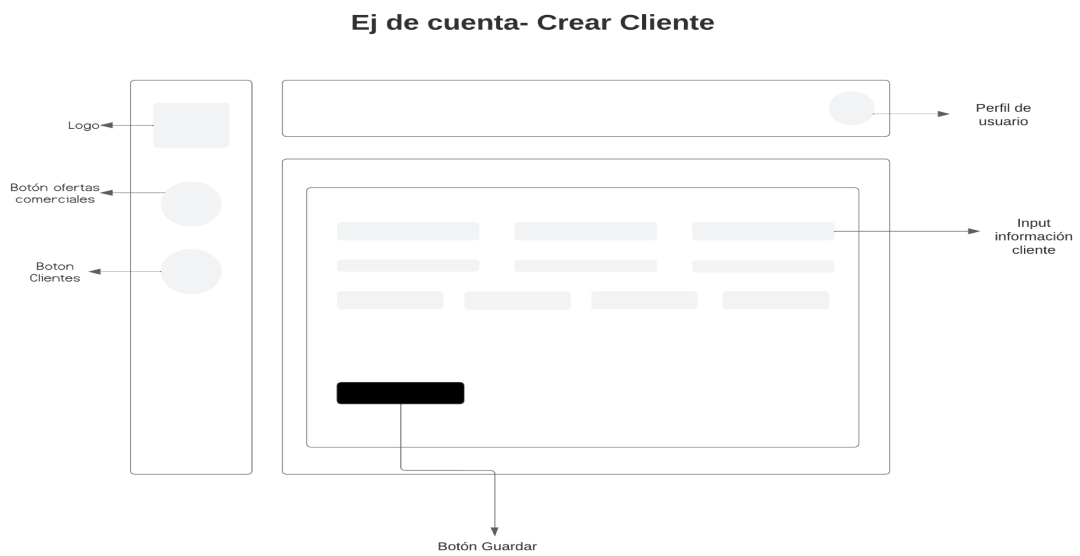 Ej de cuenta- Crear Cliente
Logo
Perfil de
usuario
Botón ofertas
comerciales
Input
información
cliente
Boton
Clientes
Botón Guardar